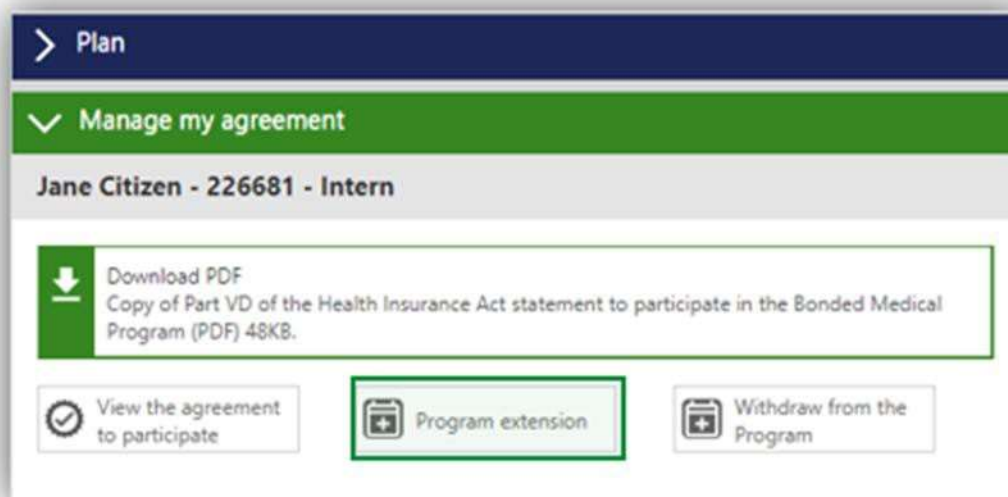 Plan
Manage my agreement
Jane Citizen - 226681 - Intern
Download PDF
Copy of Part VD of the Health Insurance Act statement to participate in the Bonded Medical
Program (PDF) 48KB.
View the agreement
to participate
Program extension
Withdraw from the
Program